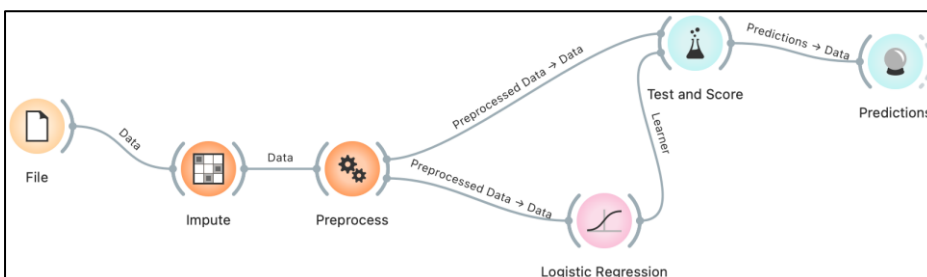 File
Data
Impute
Data
Preprocess
Preprocessed Data → Data
Preprocessed Data → Data
Logistic Regression
Learner
Test and Score
Predictions → Data
Predictions